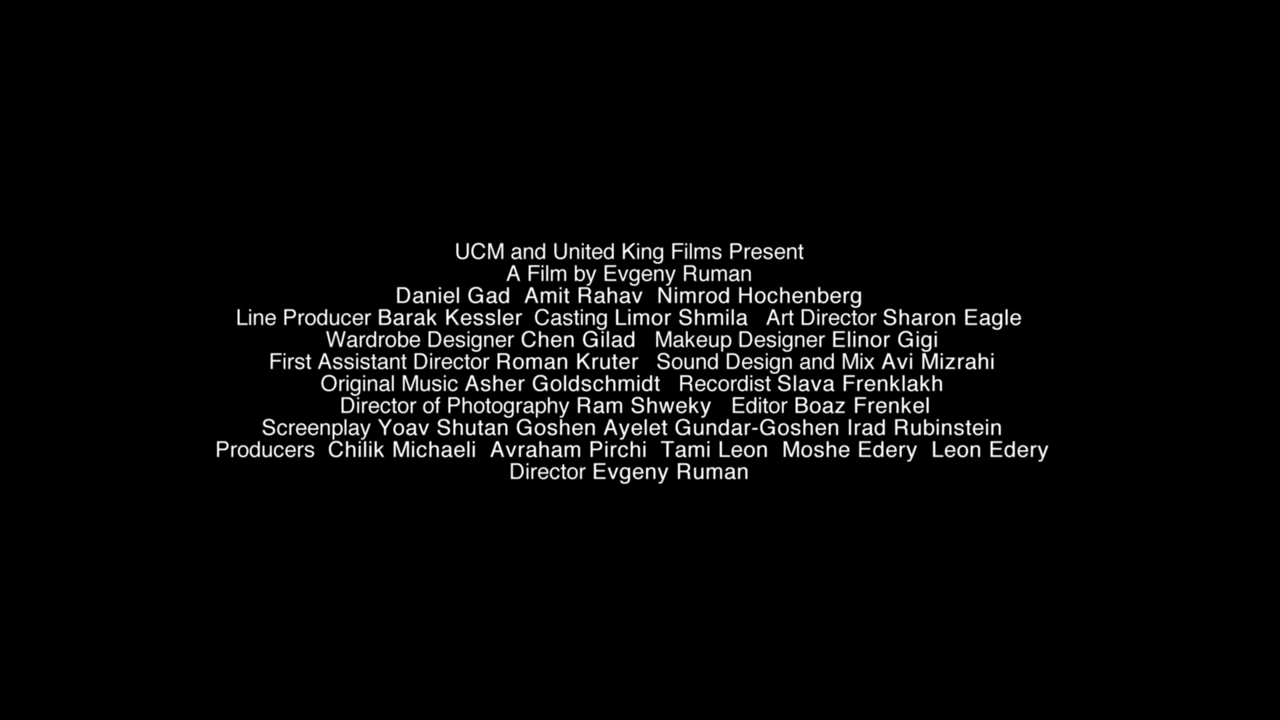 UCM and United King Films Present
A Film by Evgeny Ruman
Daniel Gad Amit Rahav Nimrod Hochenberg
Line Producer Barak Kessler Casting Limor Shmila Art Director Sharon Eagle
Wardrobe Designer Chen Gilad Makeup Designer Elinor Gigi
First Assistant Director Roman Kruter Sound Design and Mix Avi Mizrahi
Original Music Asher Goldschmidt Recordist Slava Frenklakh
Director of Photography Ram Shweky Editor Boaz Frenkel
Screenplay Yoav Shutan Goshen Ayelet Gundar-Goshen Irad Rubinstein
Producers Chilik Michaeli Avraham Pirchi Tami Leon Moshe Edery Leon Edery
Director Evgeny Ruman